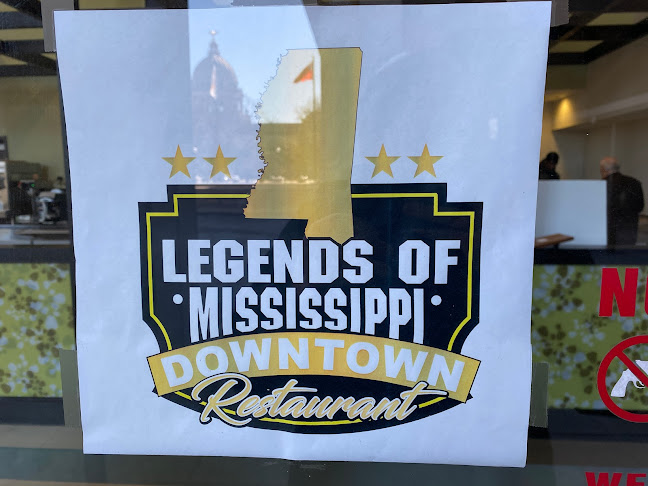 LEGENDS OF
• MISSISSIPPI •
DOWNTOWN
Restaurant